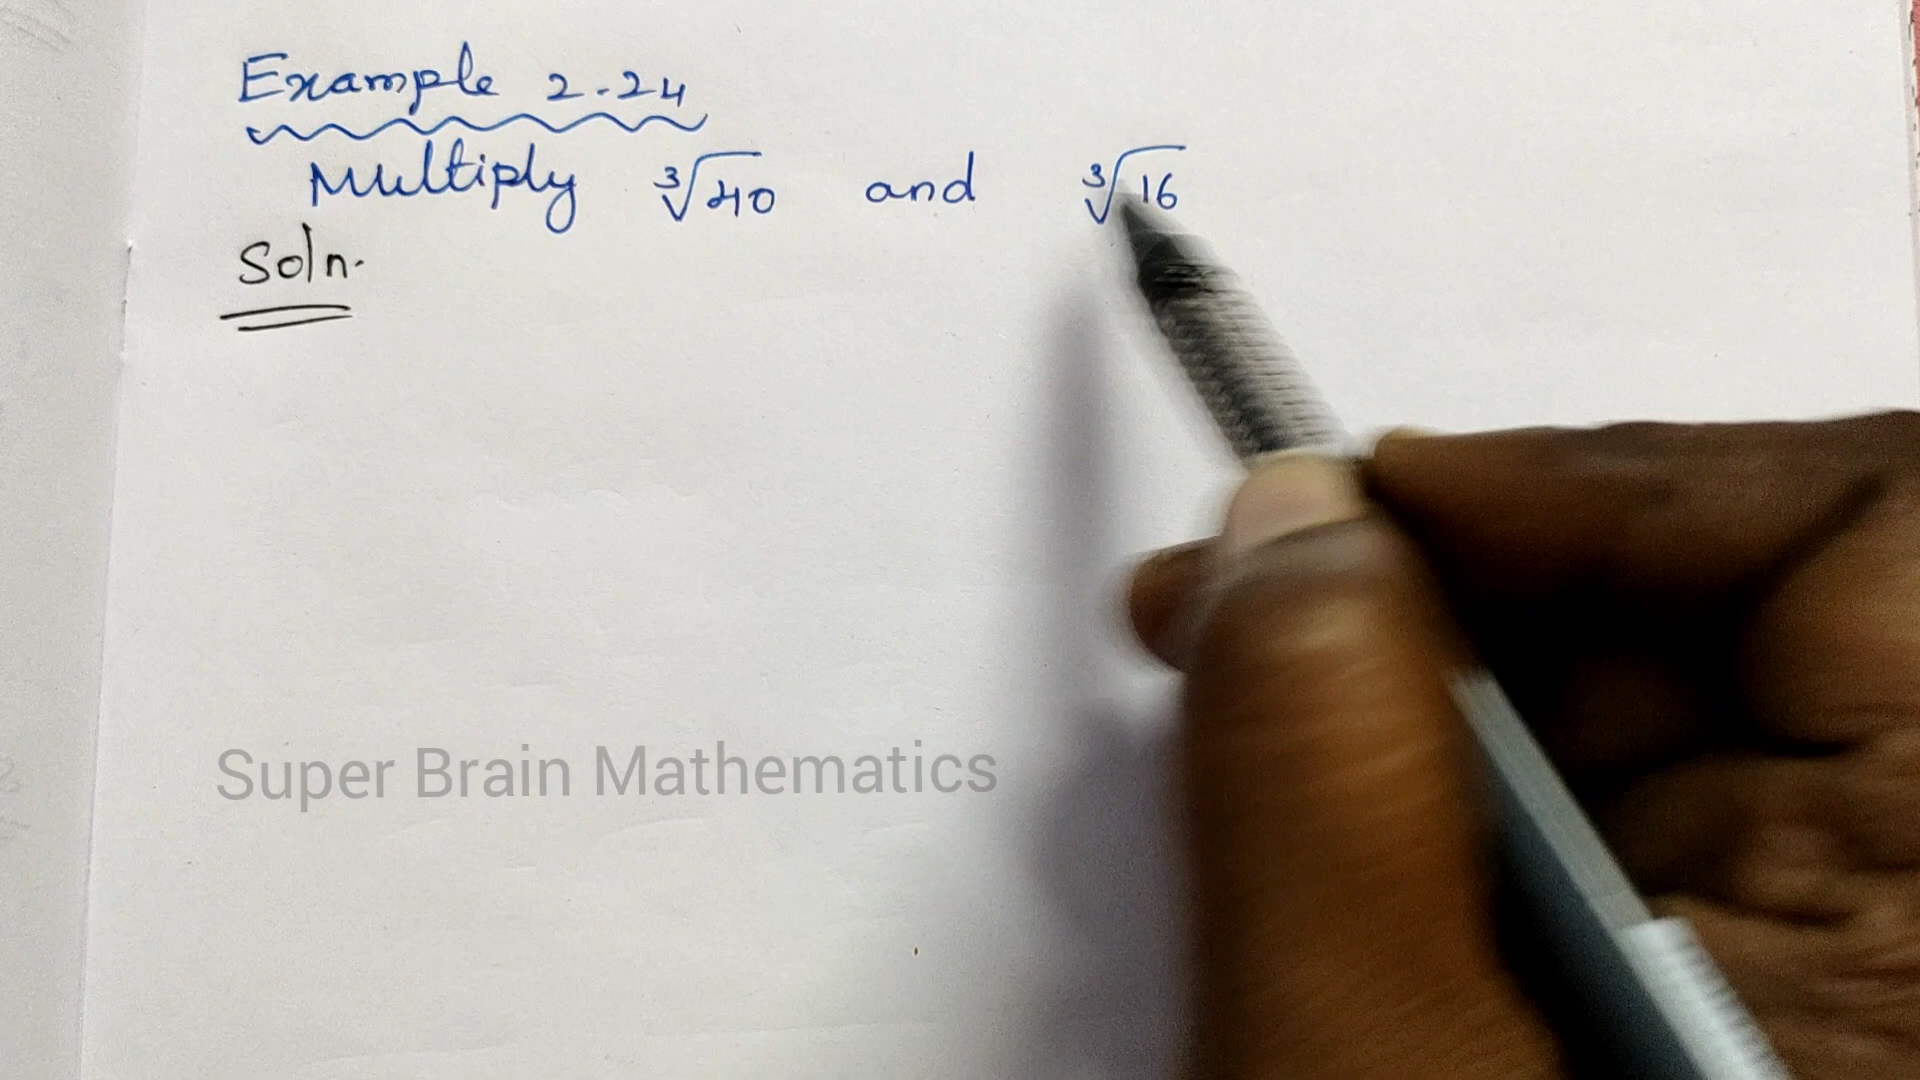 Example 2.24
Multiply ∛40 and ∛16
Soln.
Super Brain Mathematics